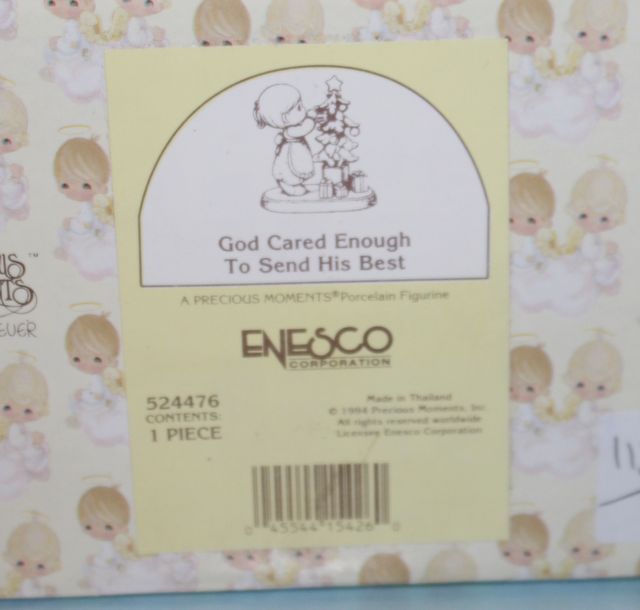 God Cared Enough
To Send His Best
A PRECIOUS MOMENTS® Porcelain Figurine
ENESCO
CORPORATION
524476
CONTENTS:
1 PIECE
Made in Thailand
© 1994 Precious Moments, Inc.
All rights reserved worldwide
Licensee Enesco Corporation
0 45544 15426 0
11